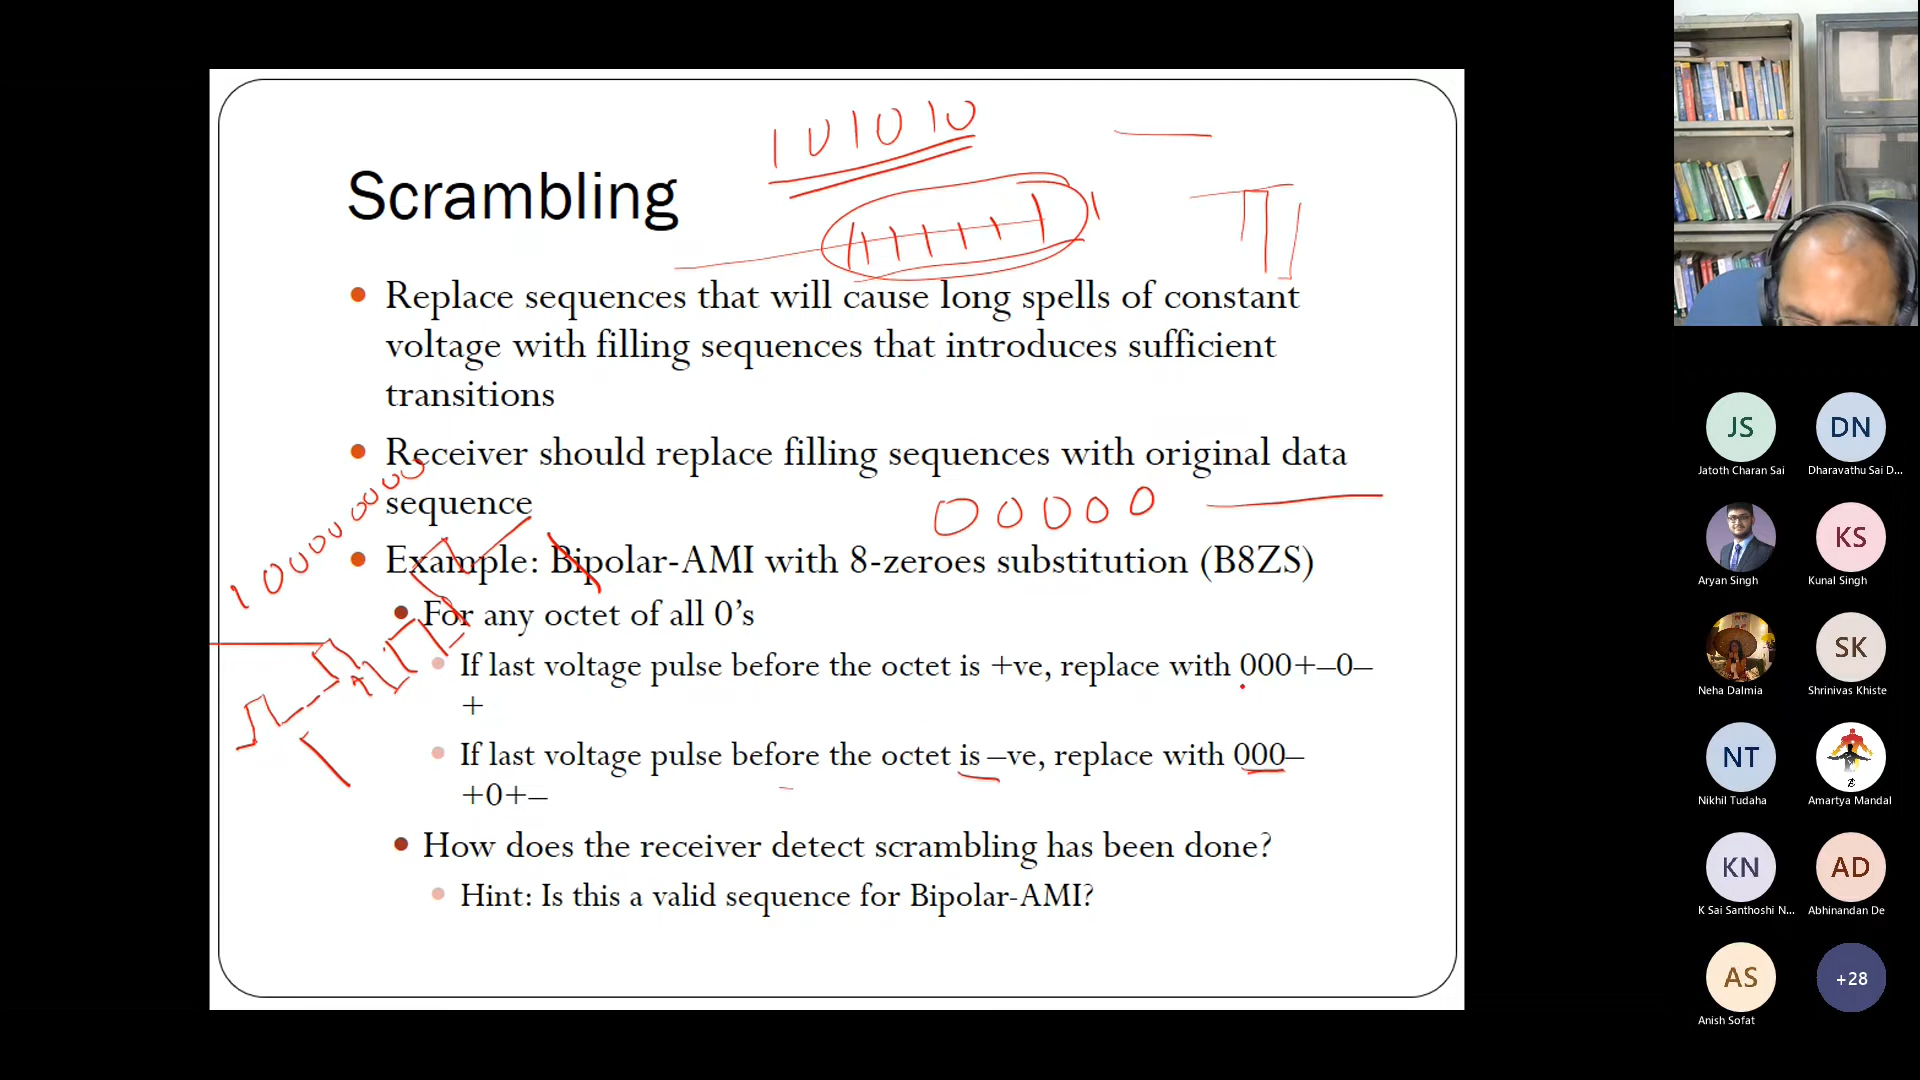 101010
Scrambling
Replace sequences that will cause long spells of constant
voltage with filling sequences that introduces sufficient
transitions
Receiver should replace filling sequences with original data
sequence
00000
100000000
Example: Bipolar-AMI with 8-zeroes substitution (B8ZS)
For any octet of all 0’s
If last voltage pulse before the octet is +ve, replace with 000+–0–
+
If last voltage pulse before the octet is –ve, replace with 000–
+0+–
How does the receiver detect scrambling has been done?
Hint: Is this a valid sequence for Bipolar-AMI?
JS
DN
Jatoth Charan Sai
Dharavathu Sai D...
KS
Aryan Singh
Kunal Singh
SK
Neha Dalmia
Shrinivas Khiste
NT
Nikhil Tudaha
Amartya Mandal
KN
AD
K Sai Santhoshi N...
Abhinandan De
AS
+28
Anish Sofat